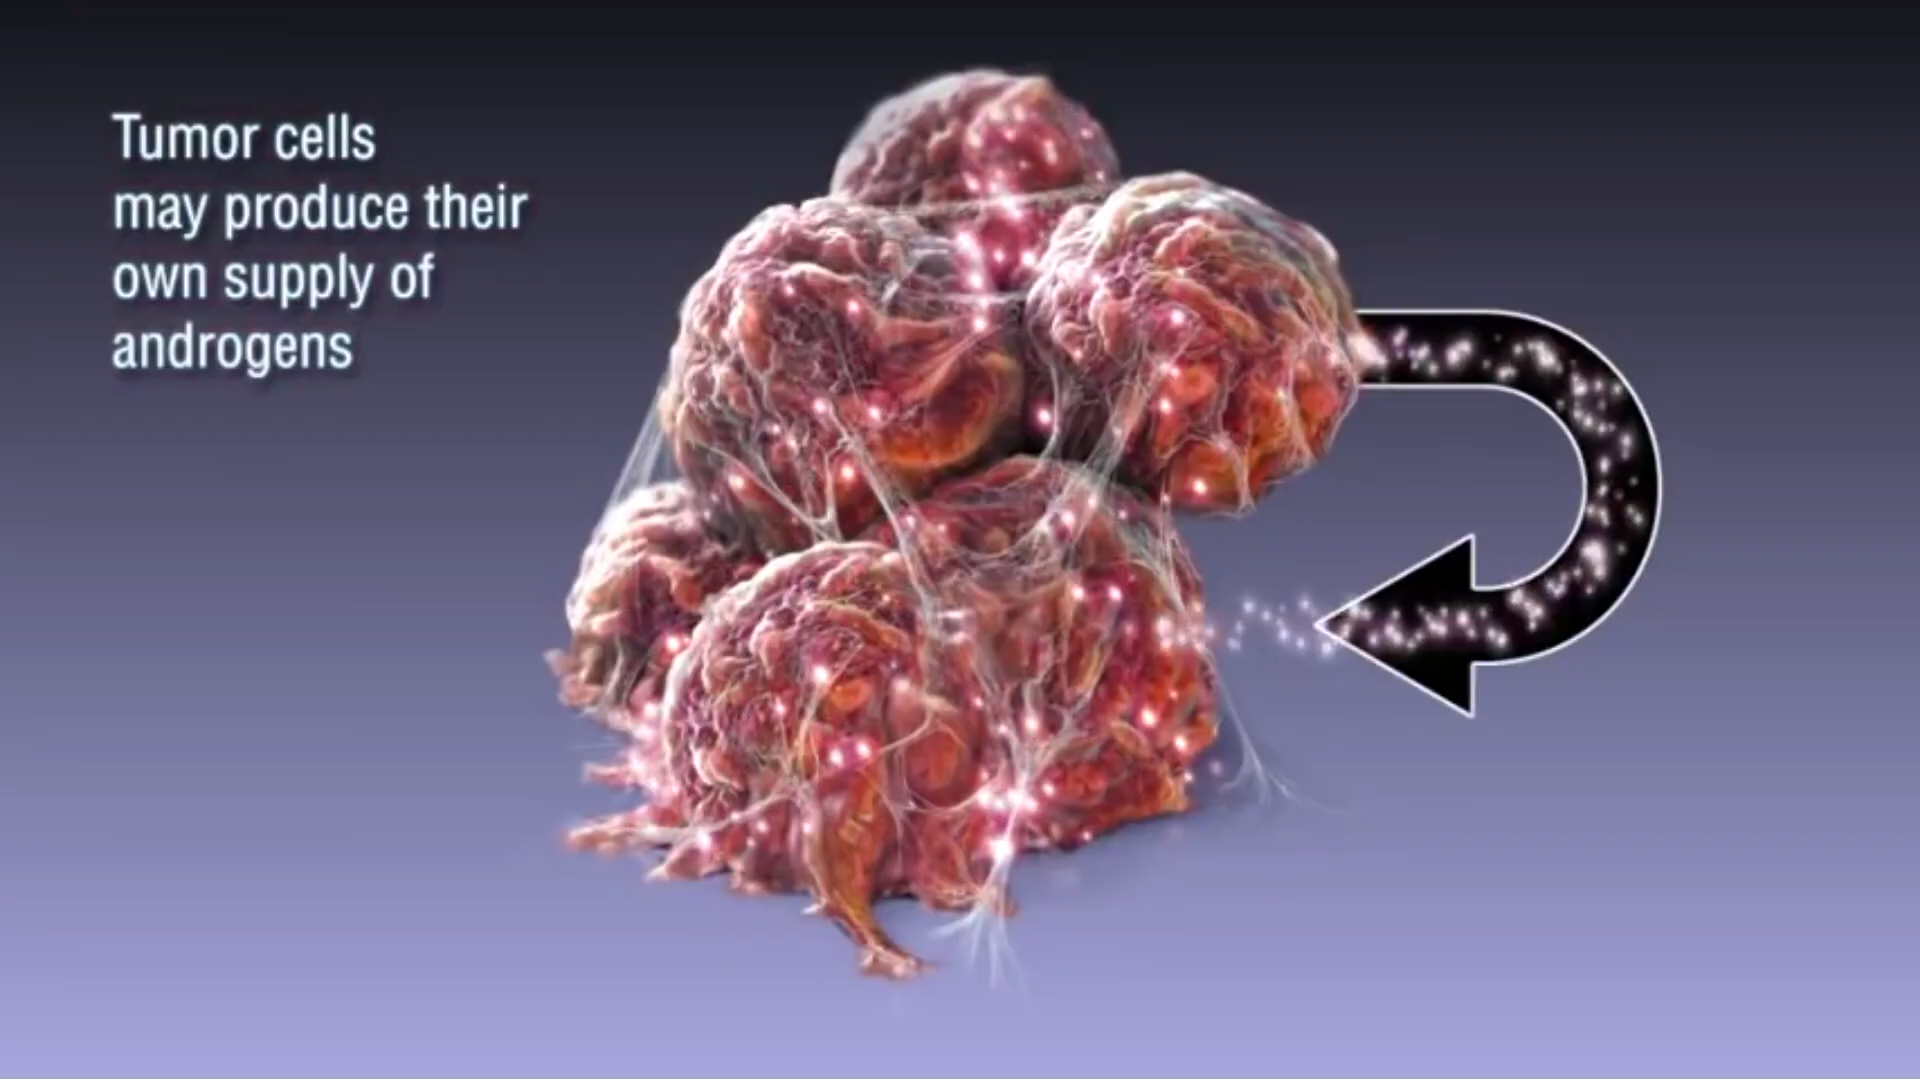 Tumor cells
may produce their
own supply of
androgens